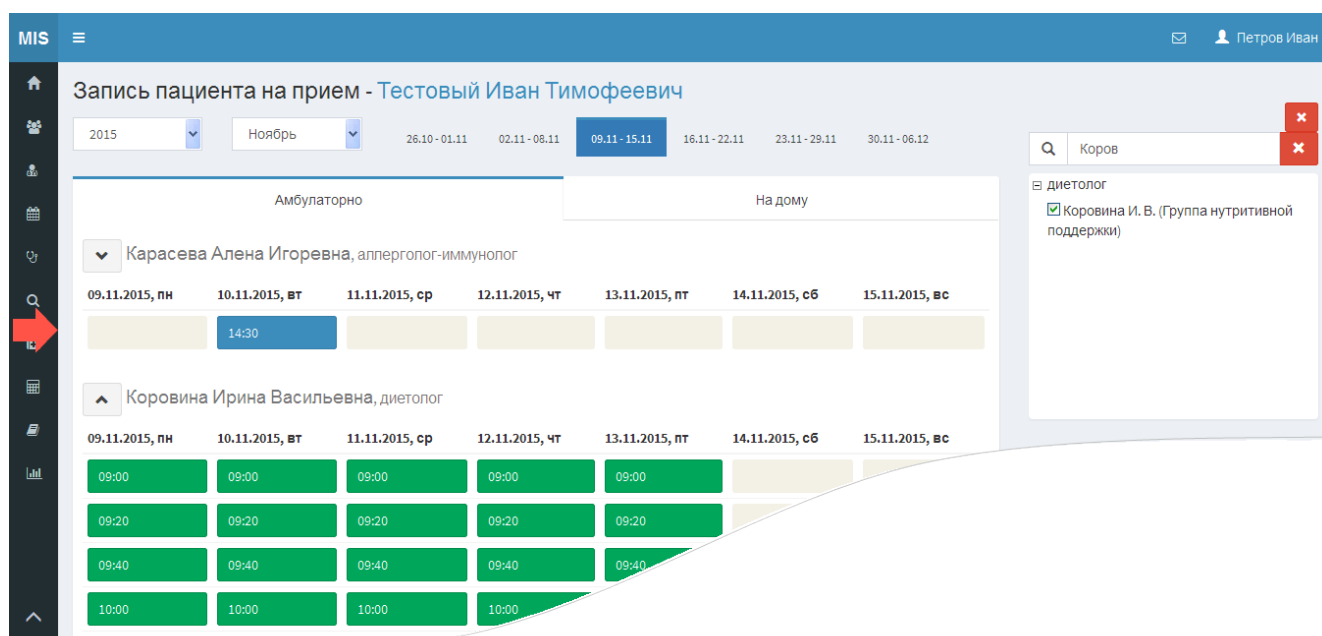 MIS Петров Иван
Запись пациента на прием - Тестовый Иван Тимофеевич
2015 Ноябрь 26.10 - 01.11 02.11 - 08.11 09.11 - 15.11 16.11 - 22.11 23.11 - 29.11 30.11 - 06.12
Коров
диетолог
Коровина И. В. (Группа нутритивной
поддержки)
Амбулаторно На дому
Карасева Алена Игоревна, аллерголог-иммунолог
09.11.2015, пн 10.11.2015, вт 11.11.2015, ср 12.11.2015, чт 13.11.2015, пт 14.11.2015, сб 15.11.2015, вс
14:30
Коровина Ирина Васильевна, диетолог
09.11.2015, пн 10.11.2015, вт 11.11.2015, ср 12.11.2015, чт 13.11.2015, пт 14.11.2015, сб 15.11.2015, вс
09:00 09:00 09:00 09:00 09:00
09:20 09:20 09:20 09:20 09:20
09:40 09:40 09:40 09:40 09:40
10:00 10:00 10:00 10:00